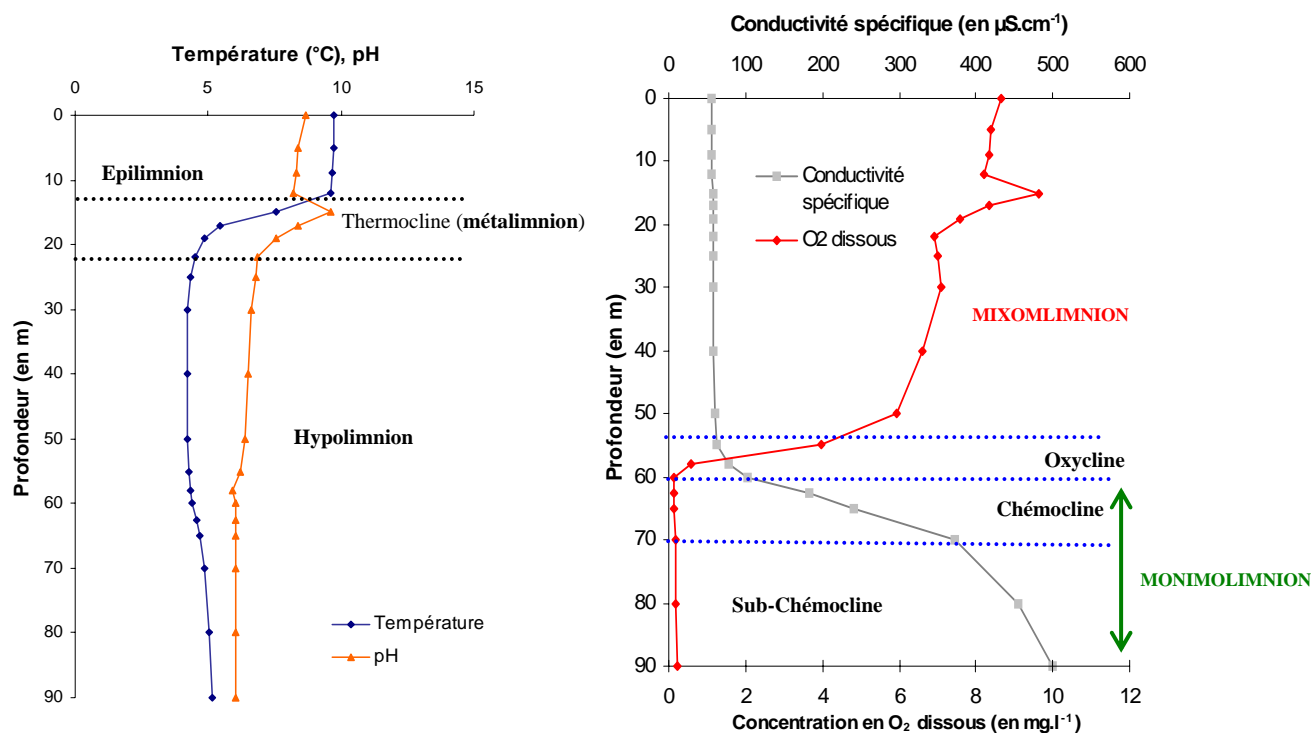 Température (°C), pH
0 5 10 15
0
10
20
30
40
50
60
70
80
90
Profondeur (en m)
Epilimnion
Thermocline (métalimnion)
Hypolimnion
Température
pH
Conductivité spécifique (en µS.cm-1)
0 100 200 300 400 500 600
0
10
20
30
40
50
60
70
80
90
Profondeur (en m)
Conductivité
spécifique
O2 dissous
MIXOMLIMNION
Oxycline
Chémocline
MONIMOLIMNION
Sub-Chémocline
0 2 4 6 8 10 12
Concentration en O2 dissous (en mg.l-1)